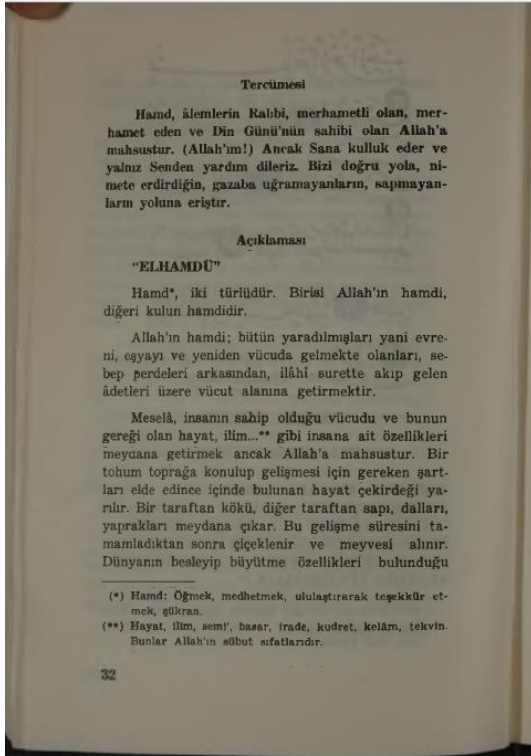 Tercümesi
Hamd, âlemlerin Rabbi, merhametli olan, mer-
hamet eden ve Din Günü'nün sahibi olan Allah'a
mahsustur. (Allah'ım!) Ancak Sana kulluk eder ve
yalnız Senden yardım dileriz. Bizi doğru yola, ni-
mete erdirdiğin, gazaba uğramayanların, sapmayan-
ların yoluna eriştir.
Açıklaması
"ELHAMDÜ"
Hamd*, iki türlüdür. Birisi Allah'ın hamdi,
diğeri kulun hamdidir.
Allah'ın hamdi; bütün yaradılmışları yani evre-
ni, eşyayı ve yeniden vücuda gelmekte olanları, se-
bep perdeleri arkasından, ilâhî surette akıp gelen
âdetleri üzere vücut alanına getirmektir.
Meselâ, insanın sahip olduğu vücudu ve bunun
gereği olan hayat, ilim...** gibi insana ait özellikleri
meydana getirmek ancak Allah'a mahsustur. Bir
tohum toprağa konulup gelişmesi için gereken şart-
ları elde edince içinde bulunan hayat çekirdeği ya-
rılır. Bir taraftan kökü, diğer taraftan sapı, dalları,
yaprakları meydana çıkar. Bu gelişme süresini ta-
mamladıktan sonra çiçeklenir ve meyvesi alınır.
Dünyanın besleyip büyütme özellikleri bulunduğu
(*) Hamd: Öğmek, medhetmek, ululaştırarak teşekkür et-
mek, şükran.
(**) Hayat, ilim, semi', basar, irade, kudret, kelâm, tekvin.
Bunlar Allah'ın sübut sıfatlarıdır.
32